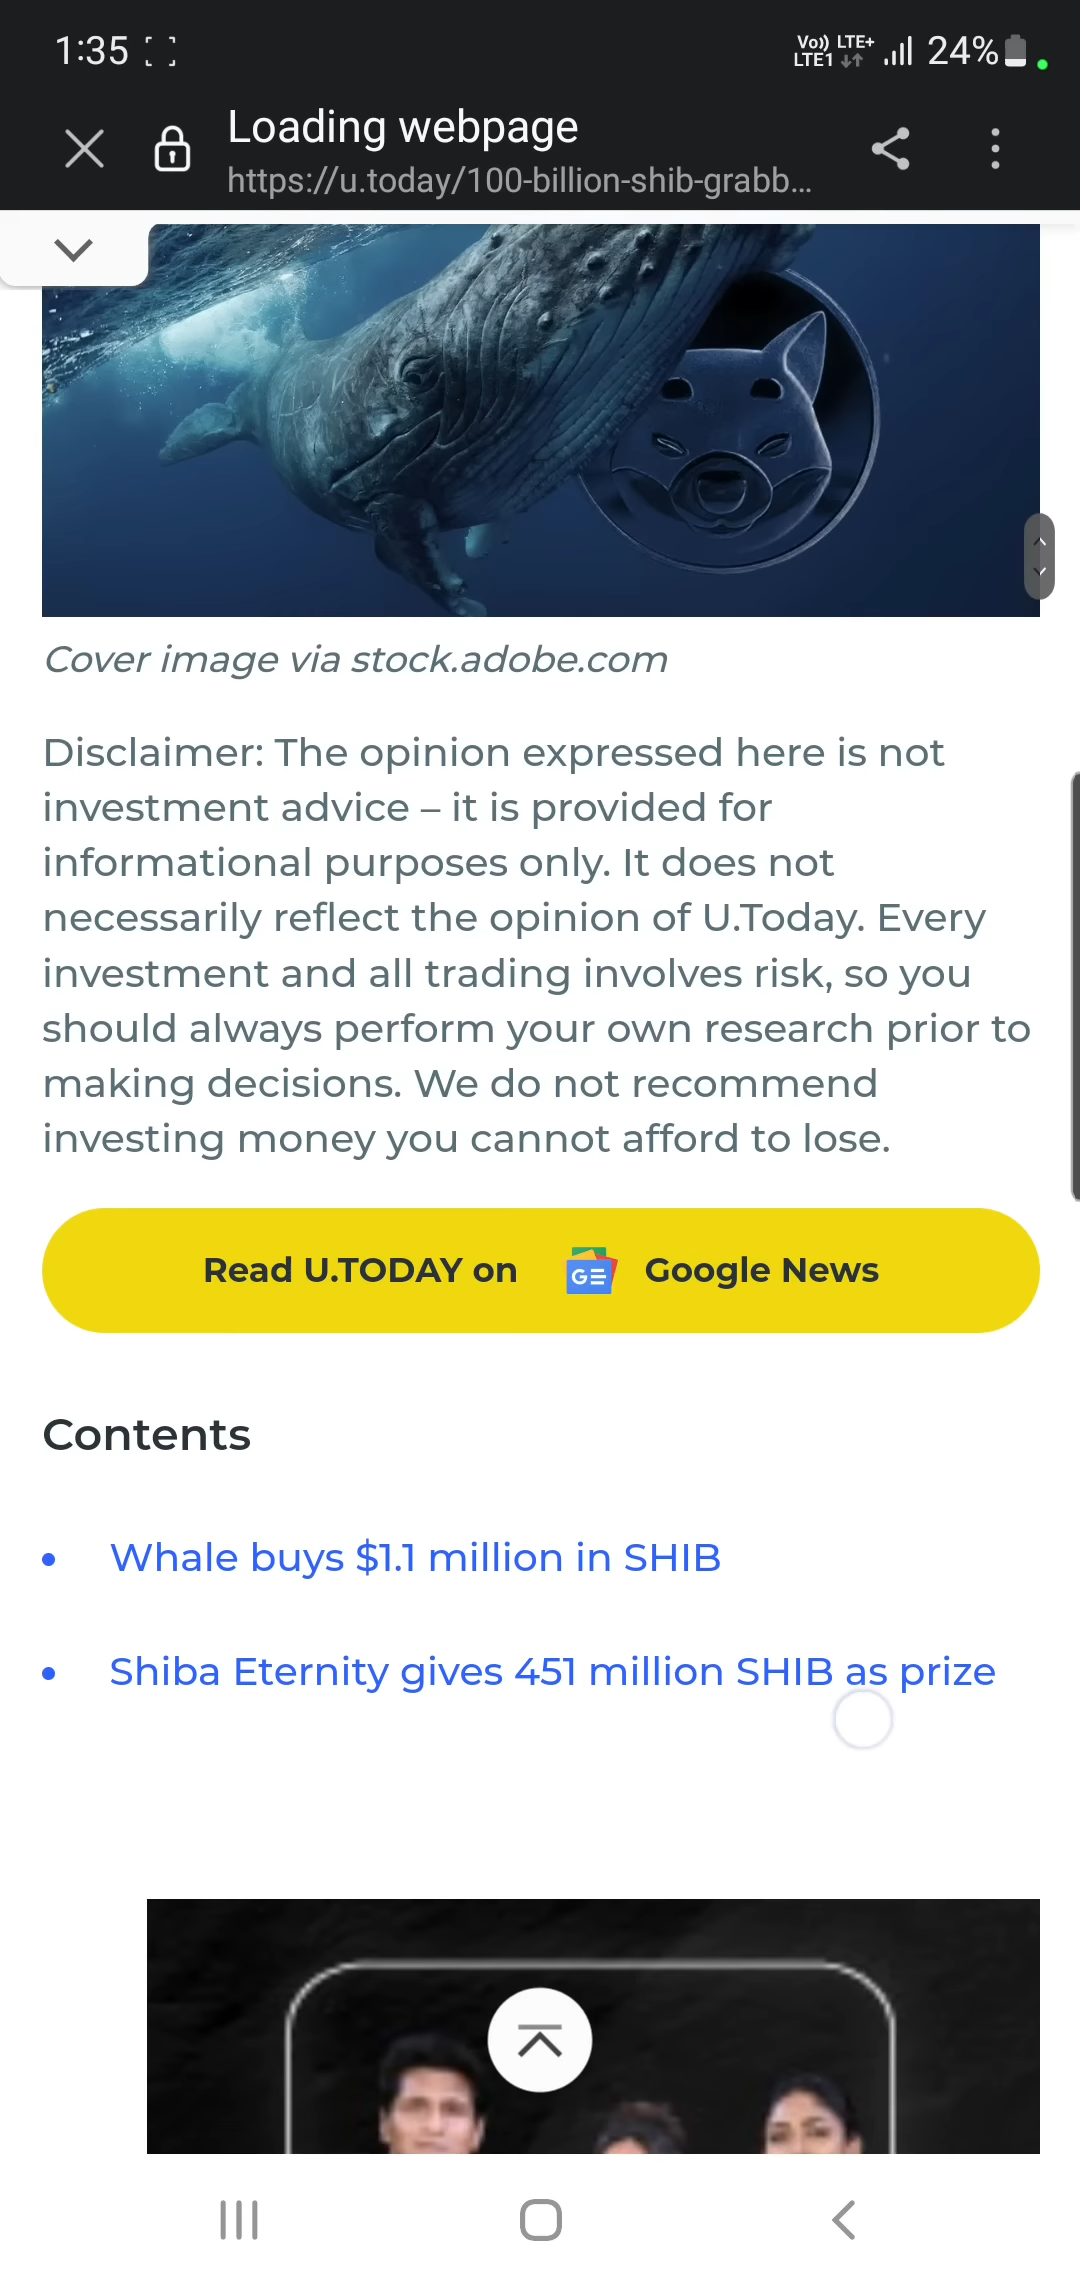 1:35
Vo)) LTE+
LTE1
24%
Loading webpage
https://u.today/100-billion-shib-grabb...
Cover image via stock.adobe.com
Disclaimer: The opinion expressed here is not
investment advice – it is provided for
informational purposes only. It does not
necessarily reflect the opinion of U.Today. Every
investment and all trading involves risk, so you
should always perform your own research prior to
making decisions. We do not recommend
investing money you cannot afford to lose.
Read U.TODAY on GE Google News
Contents
• Whale buys $1.1 million in SHIB
• Shiba Eternity gives 451 million SHIB as prize